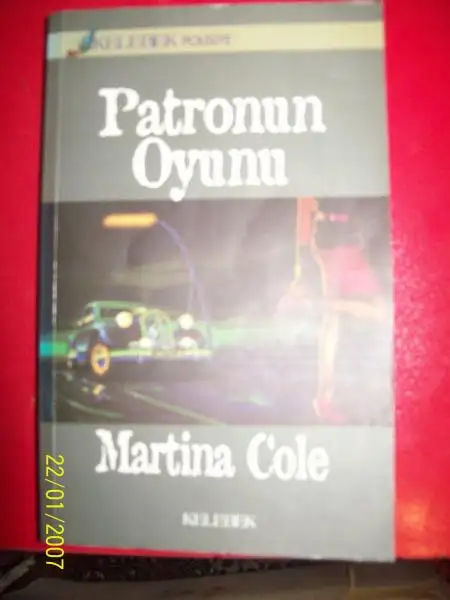 KELEBEK POLİSİYE
Patronun
Oyunu
Martina Cole
KELEBEK
22/01/2007